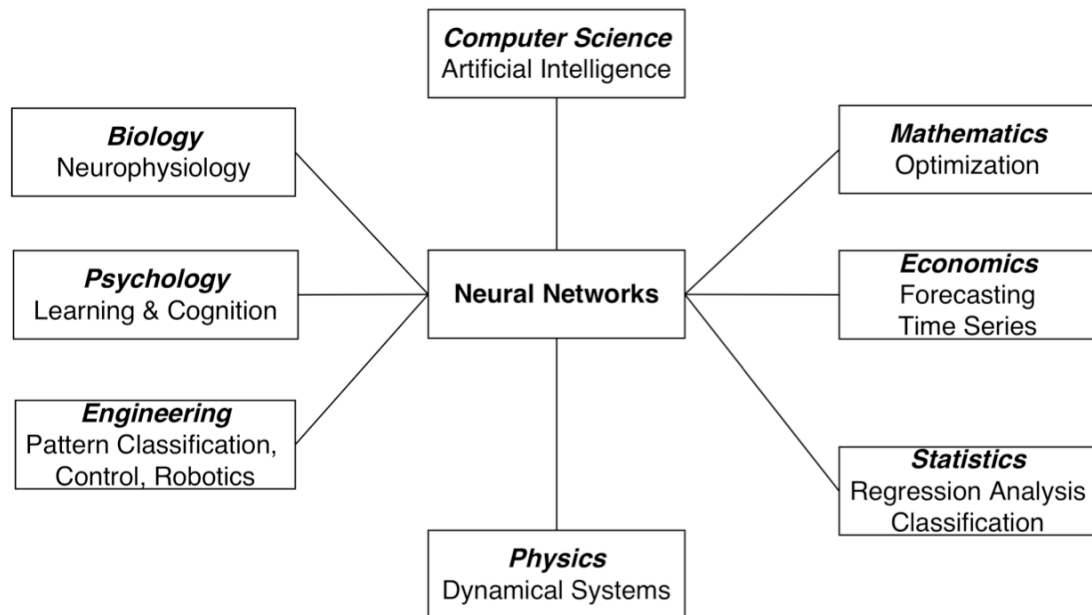 Computer Science
Artificial Intelligence
Biology
Neurophysiology
Mathematics
Optimization
Psychology
Learning & Cognition
Neural Networks
Economics
Forecasting
Time Series
Engineering
Pattern Classification,
Control, Robotics
Statistics
Regression Analysis
Classification
Physics
Dynamical Systems